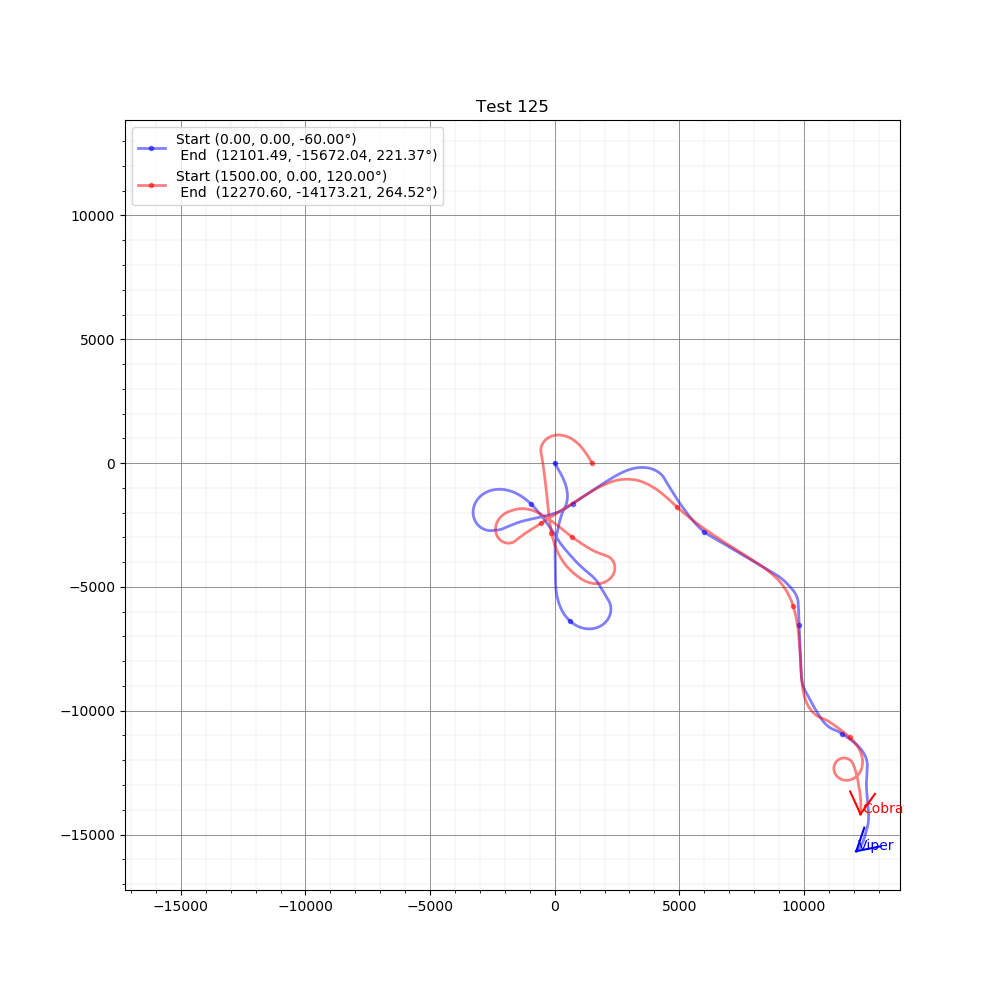 Test 125
Start (0.00, 0.00, -60.00°)
End  (12101.49, -15672.04, 221.37°)
Start (1500.00, 0.00, 120.00°)
End  (12270.60, -14173.21, 264.52°)
10000
5000
0
−5000
−10000
−15000
Cobra
Viper
−15000 −10000 −5000 0 5000 10000